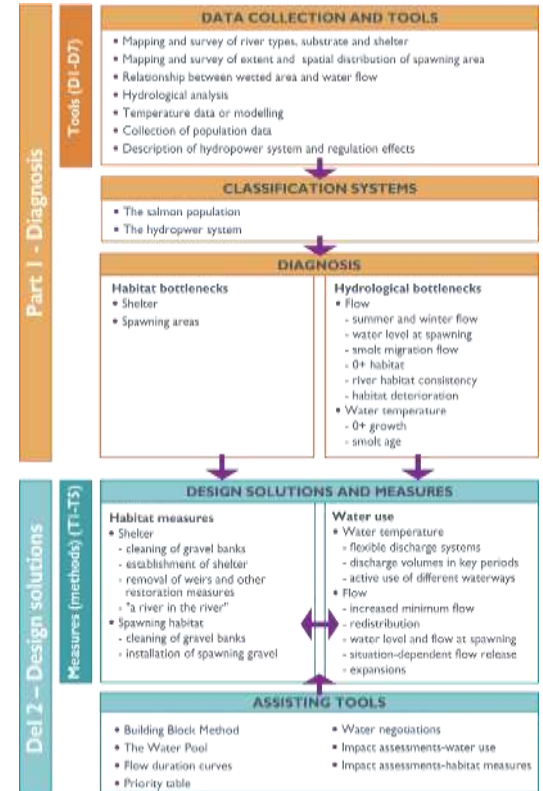 Part 1 - Diagnosis
Tools (D1-D7)
DATA COLLECTION AND TOOLS
• Mapping and survey of river types, substrate and shelter
• Mapping and survey of extent and spatial distribution of spawning area
• Relationship between wetted area and water flow
• Hydrological analysis
• Temperature data or modelling
• Collection of population data
• Description of hydropower system and regulation effects
CLASSIFICATION SYSTEMS
• The salmon population
• The hydropwer system
DIAGNOSIS
Habitat bottlenecks
• Shelter
• Spawning areas
Hydrological bottlenecks
• Flow
- summer and winter flow
- water level at spawning
- smolt migration flow
- 0+ habitat
- river habitat consistency
- habitat deterioration
• Water temperature
- 0+ growth
- smolt age
Del 2 – Design solutions
Measures (methods) (T1-T5)
DESIGN SOLUTIONS AND MEASURES
Habitat measures
• Shelter
- cleaning of gravel banks
- establishment of shelter
- removal of weirs and other
restoration measures
- "a river in the river"
• Spawning habitat
- cleaning of gravel banks
- installation of spawning gravel
Water use
• Water temperature
- flexible discharge systems
- discharge volumes in key periods
- active use of different waterways
• Flow
- increased minimum flow
- redistribution
- water level and flow at spawning
- situation-dependent flow release
- expansions
ASSISTING TOOLS
• Building Block Method
• The Water Pool
• Flow duration curves
• Priority table
• Water negotiations
• Impact assessments-water use
• Impact assessments-habitat measures